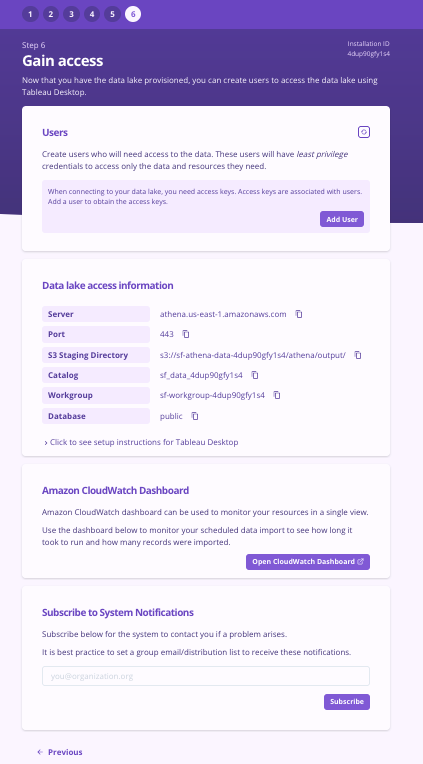 1 2 3 4 5 6
Step 6
Installation ID
Gain access
4dup90gfy1s4
Now that you have the data lake provisioned, you can create users to access the data lake using
Tableau Desktop.
Users
Create users who will need access to the data. These users will have least privilege
credentials to access only the data and resources they need.
When connecting to your data lake, you need access keys. Access keys are associated with users.
Add a user to obtain the access keys.
Add User
Data lake access information
Server athena.us-east-1.amazonaws.com
Port 443
S3 Staging Directory s3://sf-athena-data-4dup90gfy1s4/athena/output/
Catalog sf_data_4dup90gfy1s4
Workgroup sf-workgroup-4dup90gfy1s4
Database public
› Click to see setup instructions for Tableau Desktop
Amazon CloudWatch Dashboard
Amazon CloudWatch dashboard can be used to monitor your resources in a single view.
Use the dashboard below to monitor your scheduled data import to see how long it
took to run and how many records were imported.
Open CloudWatch Dashboard
Subscribe to System Notifications
Subscribe below for the system to contact you if a problem arises.
It is best practice to set a group email/distribution list to receive these notifications.
you@organization.org
Subscribe
← Previous